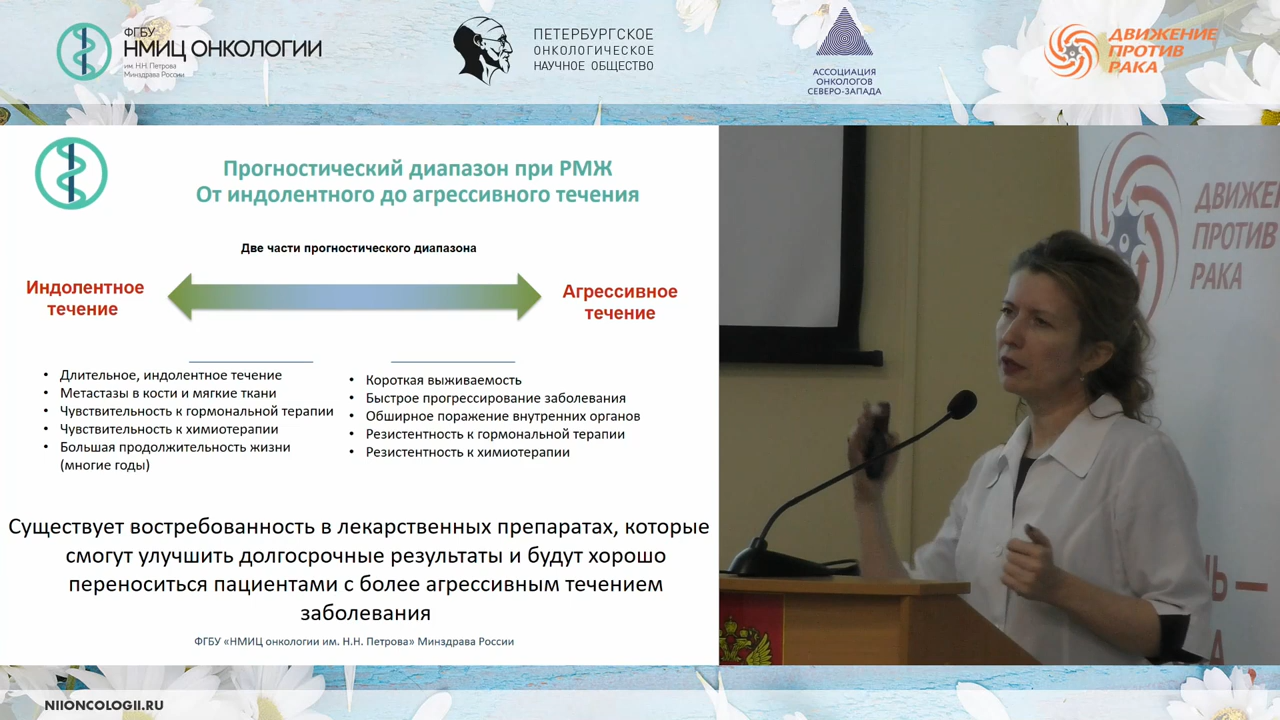 ФГБУ
НМИЦ ОНКОЛОГИИ
им. Н.Н. Петрова
Минздрава России
ПЕТЕРБУРГСКОЕ
ОНКОЛОГИЧЕСКОЕ
НАУЧНОЕ ОБЩЕСТВО
АССОЦИАЦИЯ
ОНКОЛОГОВ
СЕВЕРО-ЗАПАДА
ДВИЖЕНИЕ
ПРОТИВ
РАКА
Прогностический диапазон при РМЖ
От индолентного до агрессивного течения
Две части прогностического диапазона
Индолентное
течение
Агрессивное
течение
• Длительное, индолентное течение
• Метастазы в кости и мягкие ткани
• Чувствительность к гормональной терапии
• Чувствительность к химиотерапии
• Большая продолжительность жизни
(многие годы)
• Короткая выживаемость
• Быстрое прогрессирование заболевания
• Обширное поражение внутренних органов
• Резистентность к гормональной терапии
• Резистентность к химиотерапии
Существует востребованность в лекарственных препаратах, которые
смогут улучшить долгосрочные результаты и будут хорошо
переноситься пациентами с более агрессивным течением
заболевания
ФГБУ «НМИЦ онкологии им. Н.Н. Петрова» Минздрава России
ДВИЖЕ
ПРОТИВ
РАКА
Ь —
А
NIIONCOLOGII.RU